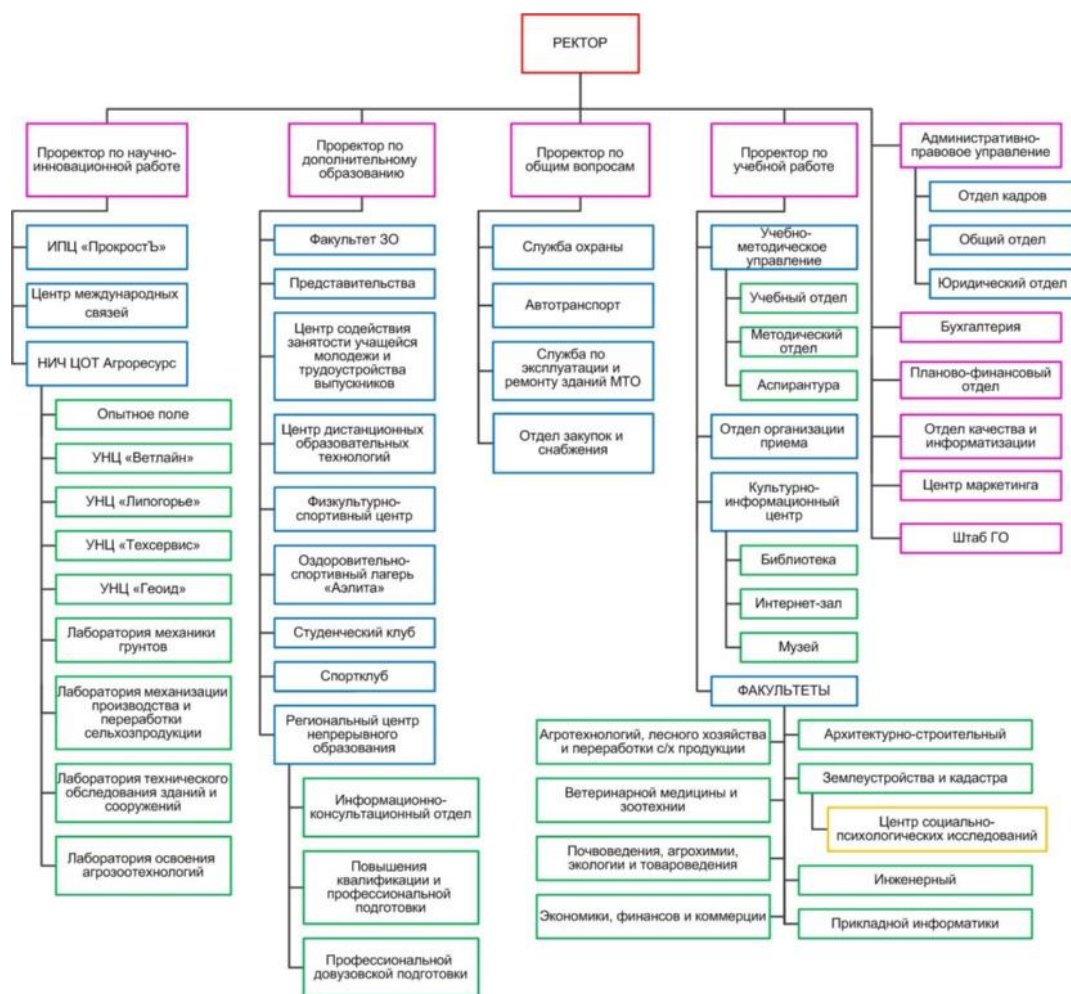 РЕКТОР
Проректор по научно-
инновационной работе
ИПЦ «ПрокростЪ»
Центр международных
связей
НИЧ ЦОТ Агроресурс
Опытное поле
УНЦ «Ветлайн»
УНЦ «Липогорье»
УНЦ «Техсервис»
УНЦ «Геоид»
Лаборатория механики
грунтов
Лаборатория механизации
производства и
переработки
сельхозпродукции
Лаборатория технического
обследования зданий и
сооружений
Лаборатория освоения
агрозоотехнологий
Проректор по
дополнительному
образованию
Факультет ЗО
Представительства
Центр содействия
занятости учащейся
молодежи и
трудоустройства
выпускников
Центр дистанционных
образовательных
технологий
Физкультурно-
спортивный центр
Оздоровительно-
спортивный лагерь
«Аэлита»
Студенческий клуб
Спортклуб
Региональный центр
непрерывного
образования
Информационно-
консультационный отдел
Повышения
квалификации и
профессиональной
подготовки
Профессиональной
довузовской подготовки
Проректор по
общим вопросам
Служба охраны
Автотранспорт
Служба по
эксплуатации и
ремонту зданий МТО
Отдел закупок и
снабжения
Проректор по
учебной работе
Учебно-
методическое
управление
Учебный отдел
Методический
отдел
Аспирантура
Отдел организации
приема
Культурно-
информационный
центр
Библиотека
Интернет-зал
Музей
ФАКУЛЬТЕТЫ
Агротехнологий, лесного хозяйства
и переработки с/х продукции
Ветеринарной медицины и
зоотехнии
Почвоведения, агрохимии,
экологии и товароведения
Экономики, финансов и коммерции
Архитектурно-строительный
Землеустройства и кадастра
Центр социально-
психологических исследований
Инженерный
Прикладной информатики
Административно-
правовое управление
Отдел кадров
Общий отдел
Юридический отдел
Бухгалтерия
Планово-финансовый
отдел
Отдел качества и
информатизации
Центр маркетинга
Штаб ГО